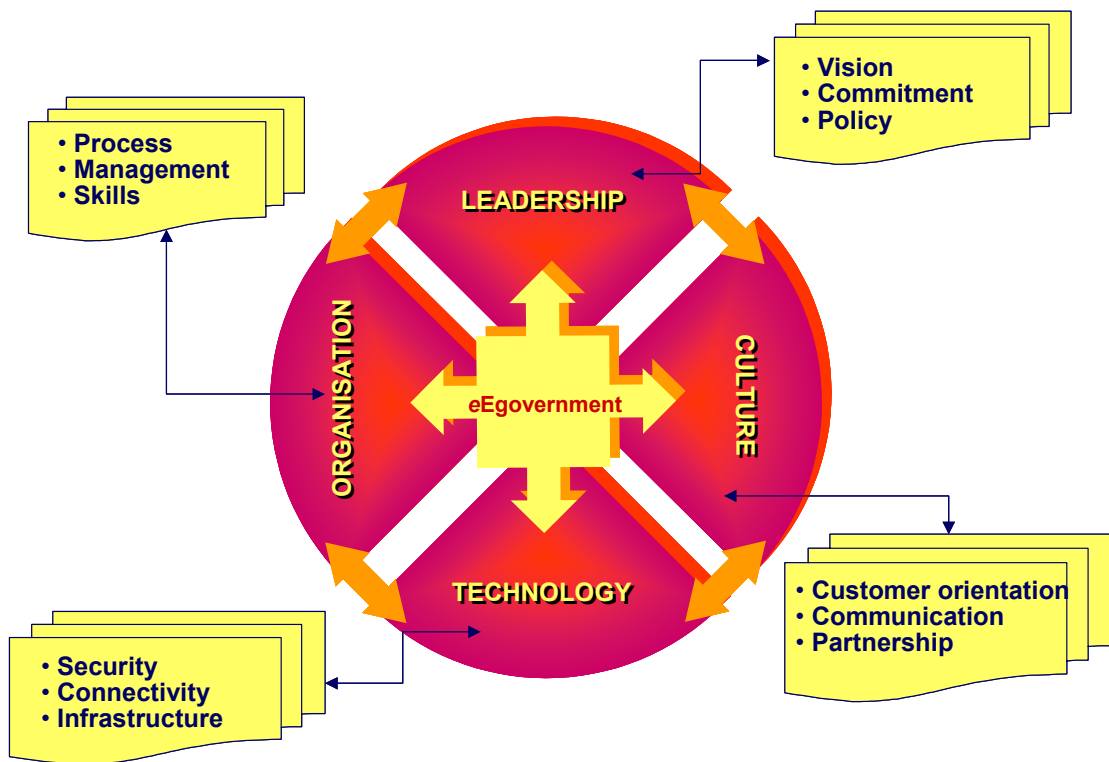 • Vision
• Commitment
• Policy
• Process
• Management
• Skills
LEADERSHIP
ORGANISATION
eEgovernment
CULTURE
TECHNOLOGY
• Customer orientation
• Communication
• Partnership
• Security
• Connectivity
• Infrastructure